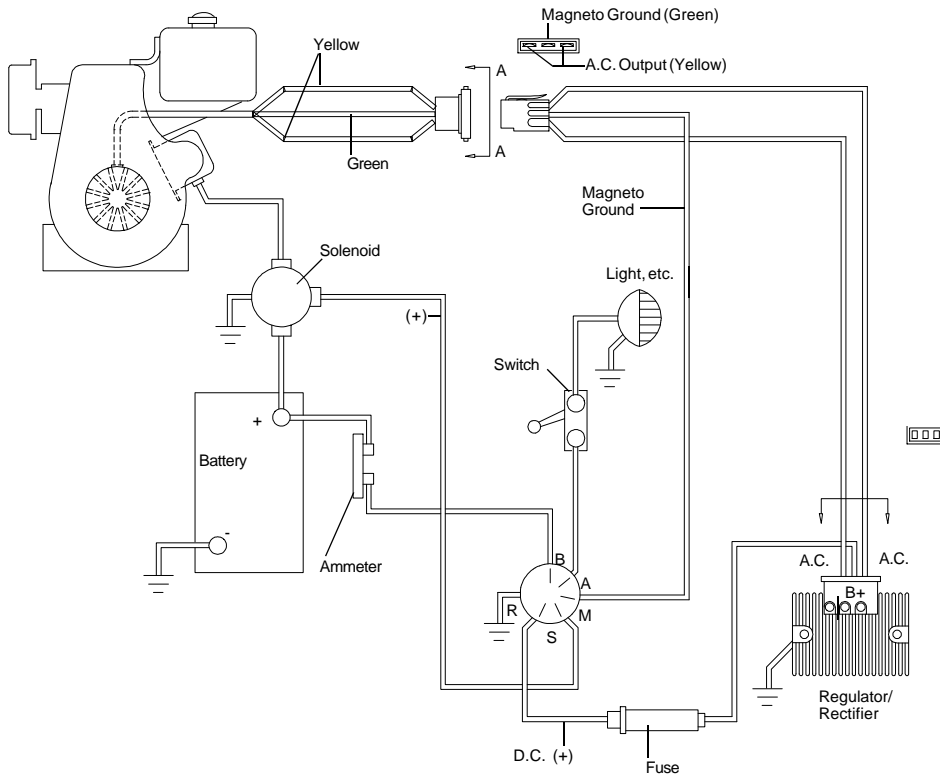 Magneto Ground (Green)
Yellow
A
A.C. Output (Yellow)
A
Green
Magneto
Ground
Solenoid
Light, etc.
(+)
Switch
+
Battery
-
Ammeter
B
A
R
M
S
A.C.
A.C.
B+
Regulator/
Rectifier
D.C. (+)
Fuse